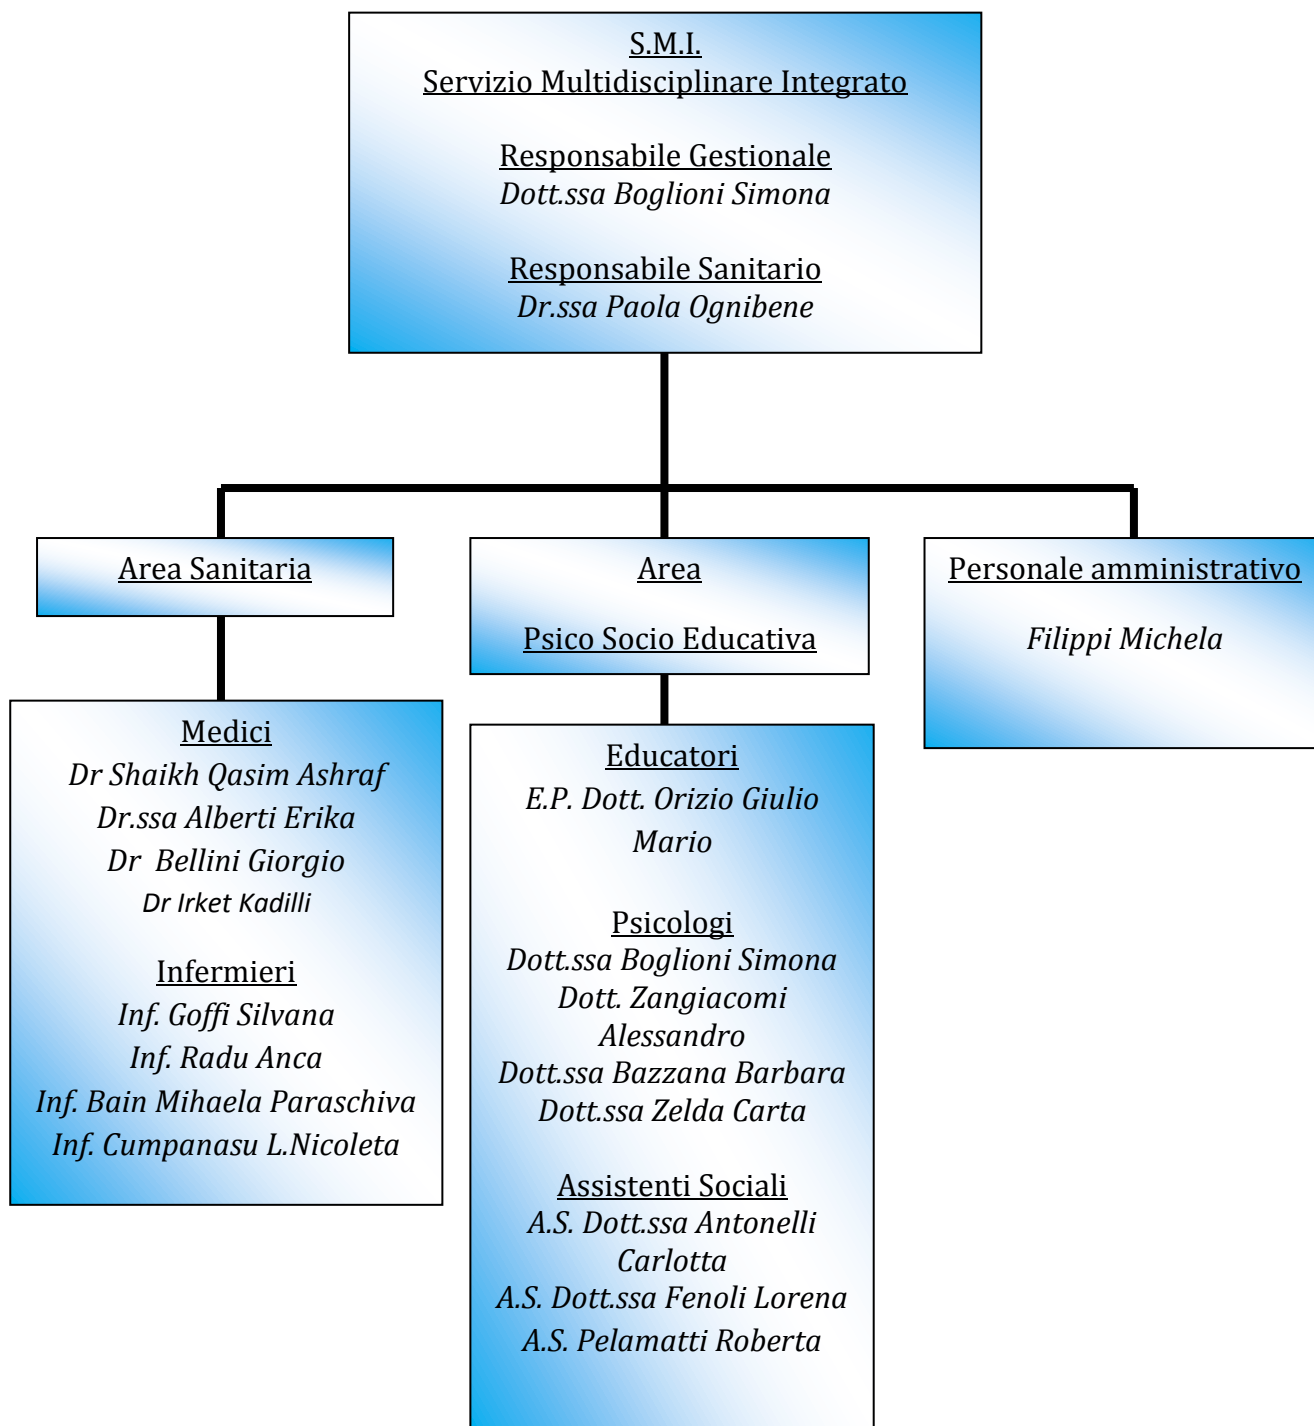 S.M.I.
Servizio Multidisciplinare Integrato
Responsabile Gestionale
Dott.ssa Boglioni Simona
Responsabile Sanitario
Dr.ssa Paola Ognibene
Area Sanitaria
Medici
Dr Shaikh Qasim Ashraf
Dr.ssa Alberti Erika
Dr  Bellini Giorgio
Dr Irket Kadilli
Infermieri
Inf. Goffi Silvana
Inf. Radu Anca
Inf. Bain Mihaela Paraschiva
Inf. Cumpanasu L.Nicoleta
Area
Psico Socio Educativa
Educatori
E.P. Dott. Orizio Giulio
Mario
Psicologi
Dott.ssa Boglioni Simona
Dott. Zangiacomi
Alessandro
Dott.ssa Bazzana Barbara
Dott.ssa Zelda Carta
Assistenti Sociali
A.S. Dott.ssa Antonelli
Carlotta
A.S. Dott.ssa Fenoli Lorena
A.S. Pelamatti Roberta
Personale amministrativo
Filippi Michela